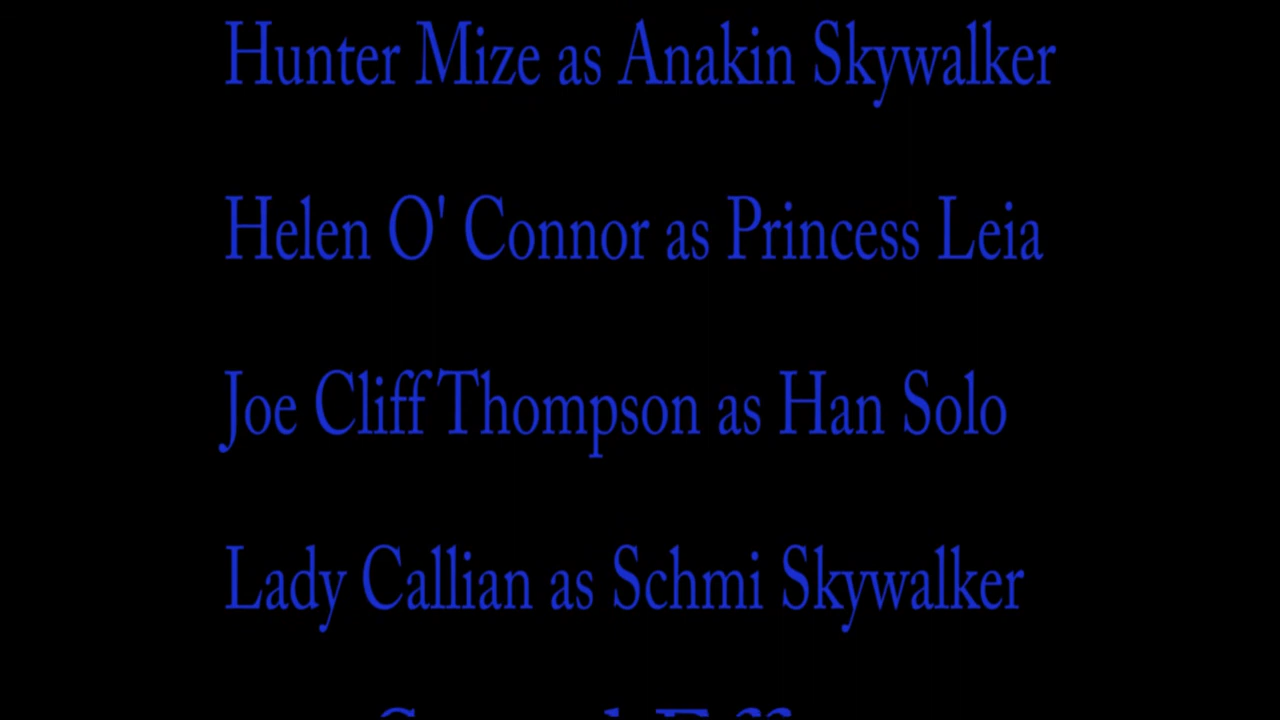 Hunter Mize as Anakin Skywalker
Helen O' Connor as Princess Leia
Joe Cliff Thompson as Han Solo
Lady Callian as Schmi Skywalker